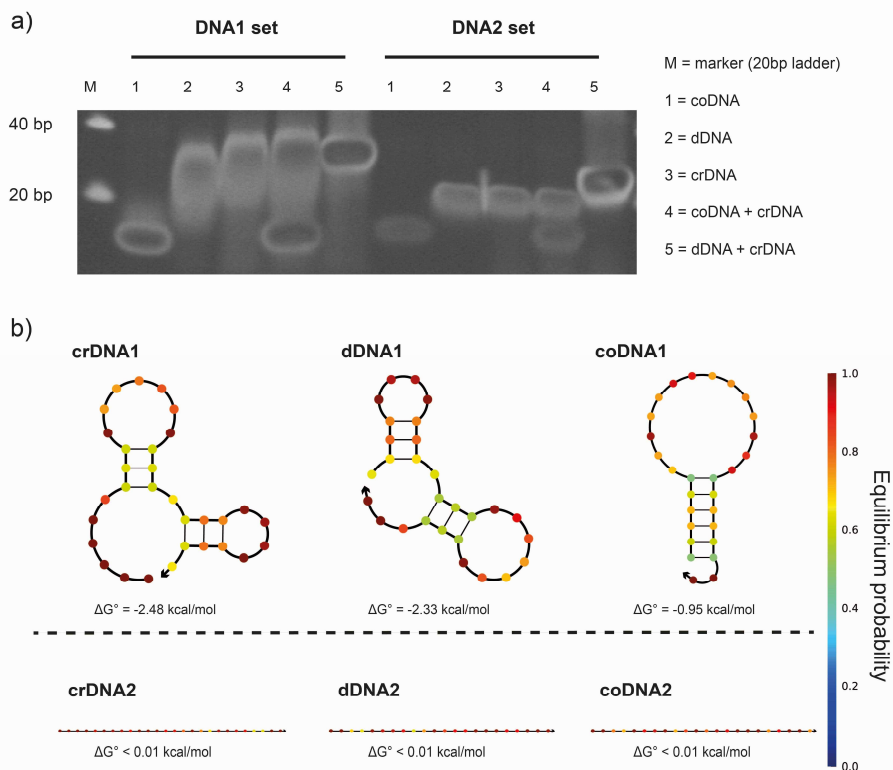 a)
DNA1 set
DNA2 set
M 1 2 3 4 5 1 2 3 4 5
40 bp
20 bp
M = marker (20bp ladder)
1 = coDNA
2 = dDNA
3 = crDNA
4 = coDNA + crDNA
5 = dDNA + crDNA
b)
crDNA1
dDNA1
coDNA1
ΔG° = -2.48 kcal/mol
ΔG° = -2.33 kcal/mol
ΔG° = -0.95 kcal/mol
crDNA2
dDNA2
coDNA2
ΔG° < 0.01 kcal/mol
ΔG° < 0.01 kcal/mol
ΔG° < 0.01 kcal/mol
1.0
0.8
0.6
0.4
0.2
0.0
Equilibrium probability